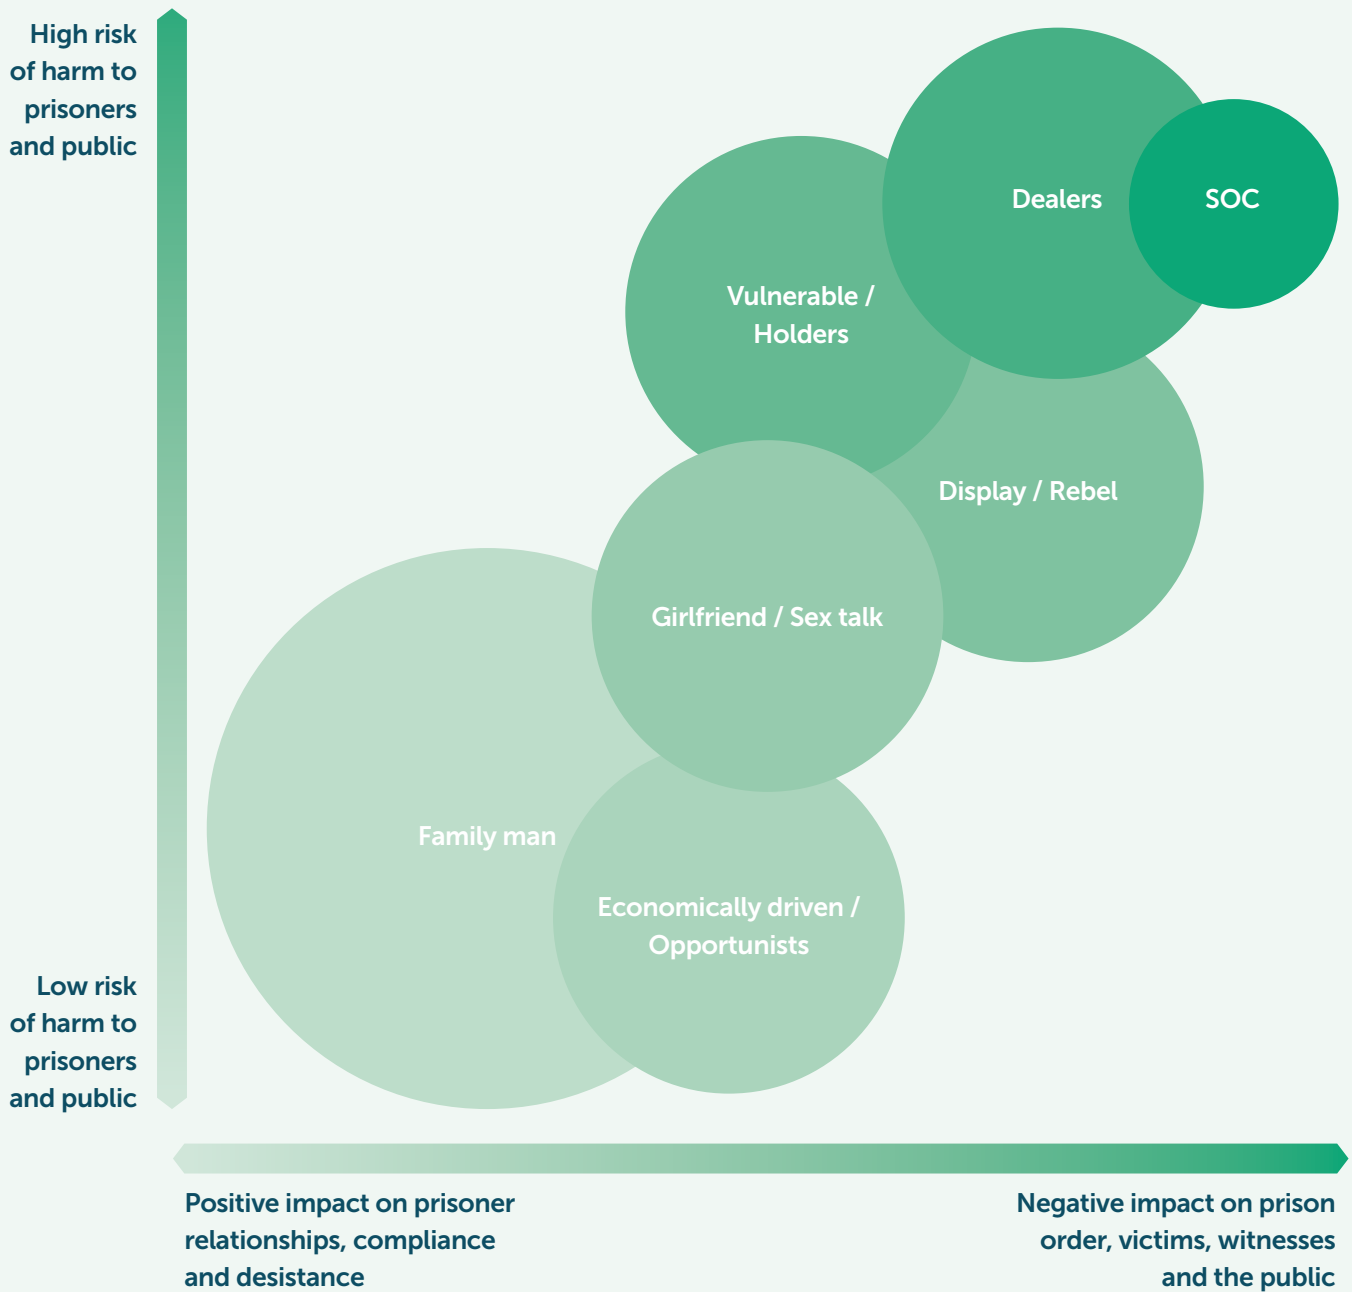 High risk
of harm to
prisoners
and public
Dealers
SOC
Vulnerable /
Holders
Display / Rebel
Girlfriend / Sex talk
Family man
Economically driven /
Opportunists
Low risk
of harm to
prisoners
and public
Positive impact on prisoner
relationships, compliance
and desistance
Negative impact on prison
order, victims, witnesses
and the public